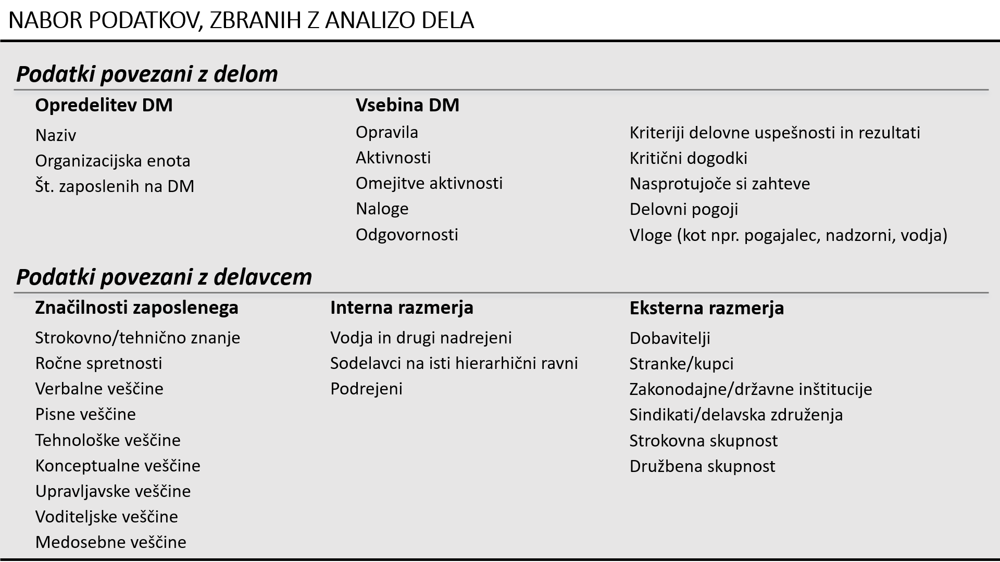 NABOR PODATKOV, ZBRANIH Z ANALIZO DELA
Podatki povezani z delom
Opredelitev DM
Naziv
Organizacijska enota
Št. zaposlenih na DM
Vsebina DM
Opravila
Aktivnosti
Omejitve aktivnosti
Naloge
Odgovornosti
Kriteriji delovne uspešnosti in rezultati
Kritični dogodki
Nasprotujoče si zahteve
Delovni pogoji
Vloge (kot npr. pogajalec, nadzorni, vodja)
Podatki povezani z delavcem
Značilnosti zaposlenega
Strokovno/tehnično znanje
Ročne spretnosti
Verbalne veščine
Pisne veščine
Tehnološke veščine
Konceptualne veščine
Upravljavske veščine
Voditeljske veščine
Medosebne veščine
Interna razmerja
Vodja in drugi nadrejeni
Sodelavci na isti hierarhični ravni
Podrejeni
Eksterna razmerja
Dobavitelji
Stranke/kupci
Zakonodajne/državne inštitucije
Sindikati/delavska združenja
Strokovna skupnost
Družbena skupnost